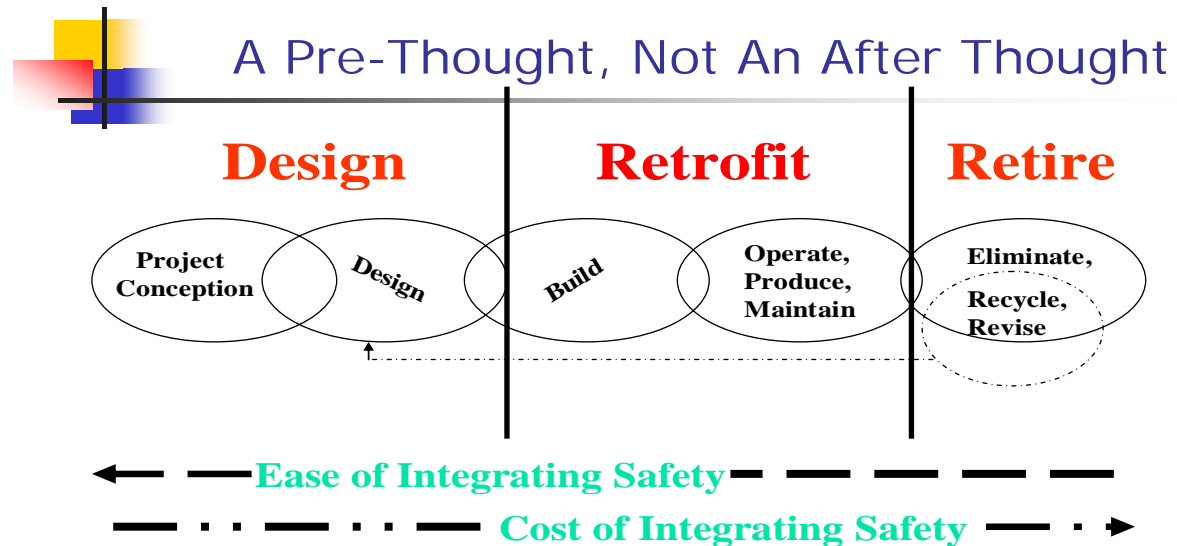 A Pre-Thought, Not An After Thought
Design
Retrofit
Retire
Project
Conception
Design
Build
Operate,
Produce,
Maintain
Eliminate,
Recycle,
Revise
Ease of Integrating Safety
Cost of Integrating Safety